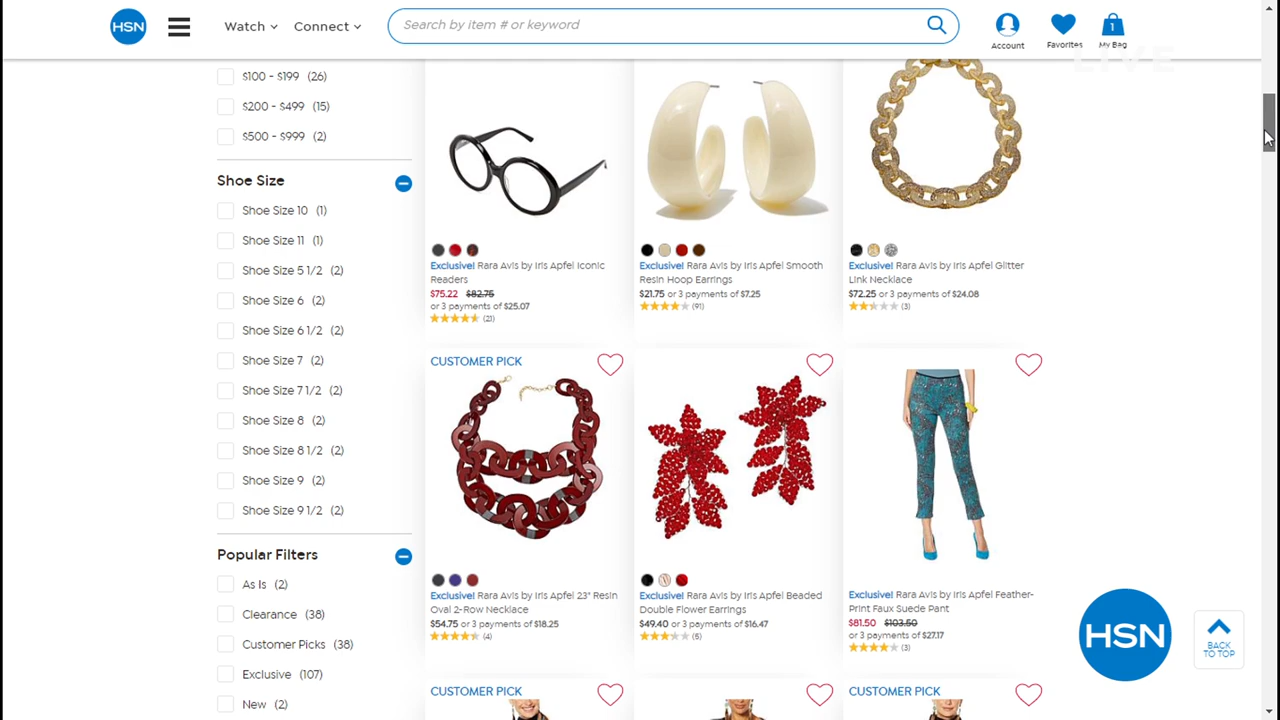 HSN
Watch
Connect
Search by item # or keyword
Account
Favorites
1
My Bag
LIVE
$100 - $199 (26)
$200 - $499 (15)
$500 - $999 (2)
Shoe Size
Shoe Size 10 (1)
Shoe Size 11 (1)
Shoe Size 5 1/2 (2)
Shoe Size 6 (2)
Shoe Size 6 1/2 (2)
Shoe Size 7 (2)
Shoe Size 7 1/2 (2)
Shoe Size 8 (2)
Shoe Size 8 1/2 (2)
Shoe Size 9 (2)
Shoe Size 9 1/2 (2)
Popular Filters
As Is (2)
Clearance (38)
Customer Picks (38)
Exclusive (107)
New (2)
Exclusive! Rara Avis by Iris Apfel Iconic
Readers
$75.22 $82.75
or 3 payments of $25.07
(21)
Exclusive! Rara Avis by Iris Apfel Smooth
Resin Hoop Earrings
$21.75 or 3 payments of $7.25
(91)
Exclusive! Rara Avis by Iris Apfel Glitter
Link Necklace
$72.25 or 3 payments of $24.08
(3)
CUSTOMER PICK
Exclusive! Rara Avis by Iris Apfel 23" Resin
Oval 2-Row Necklace
$54.75 or 3 payments of $18.25
(4)
Exclusive! Rara Avis by Iris Apfel Beaded
Double Flower Earrings
$49.40 or 3 payments of $16.47
(5)
Exclusive! Rara Avis by Iris Apfel Feather-
Print Faux Suede Pant
$81.50 $103.50
or 3 payments of $27.17
(3)
CUSTOMER PICK
CUSTOMER PICK
HSN
BACK
TO TOP